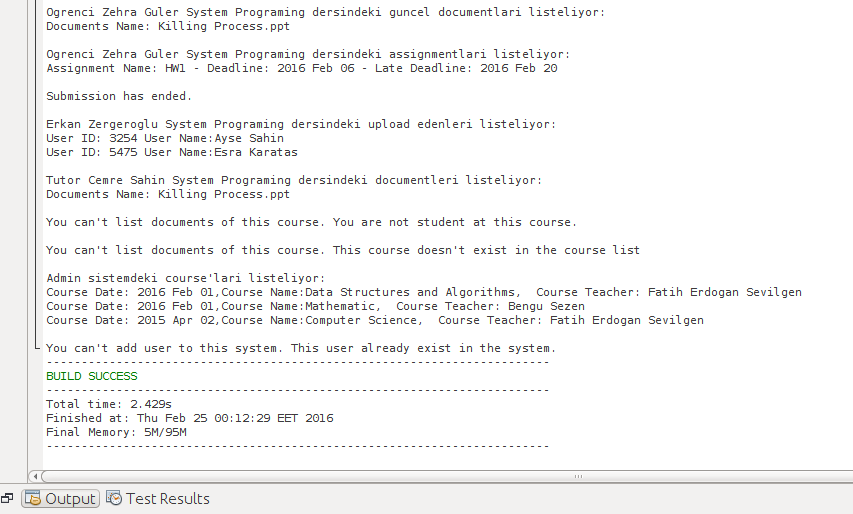 Ogrenci Zehra Guler System Programing dersindeki guncel documentlari listeliyor:
Documents Name: Killing Process.ppt
Ogrenci Zehra Guler System Programing dersindeki assignmentlari listeliyor:
Assignment Name: HW1 - Deadline: 2016 Feb 06 - Late Deadline: 2016 Feb 20
Submission has ended.
Erkan Zergeroglu System Programing dersindeki upload edenleri listeliyor:
User ID: 3254 User Name:Ayse Sahin
User ID: 5475 User Name:Esra Karatas
Tutor Cemre Sahin System Programing dersindeki documentleri listeliyor:
Documents Name: Killing Process.ppt
You can't list documents of this course. You are not student at this course.
You can't list documents of this course. This course doesn't exist in the course list
Admin sistemdeki course'lari listeliyor:
Course Date: 2016 Feb 01,Course Name:Data Structures and Algorithms,  Course Teacher: Fatih Erdogan Sevilgen
Course Date: 2016 Feb 01,Course Name:Mathematic,  Course Teacher: Bengu Sezen
Course Date: 2015 Apr 02,Course Name:Computer Science,  Course Teacher: Fatih Erdogan Sevilgen
You can't add user to this system. This user already exist in the system.
------------------------------------------------------------------------
BUILD SUCCESS
------------------------------------------------------------------------
Total time: 2.429s
Finished at: Thu Feb 25 00:12:29 EET 2016
Final Memory: 5M/95M
------------------------------------------------------------------------
Output Test Results